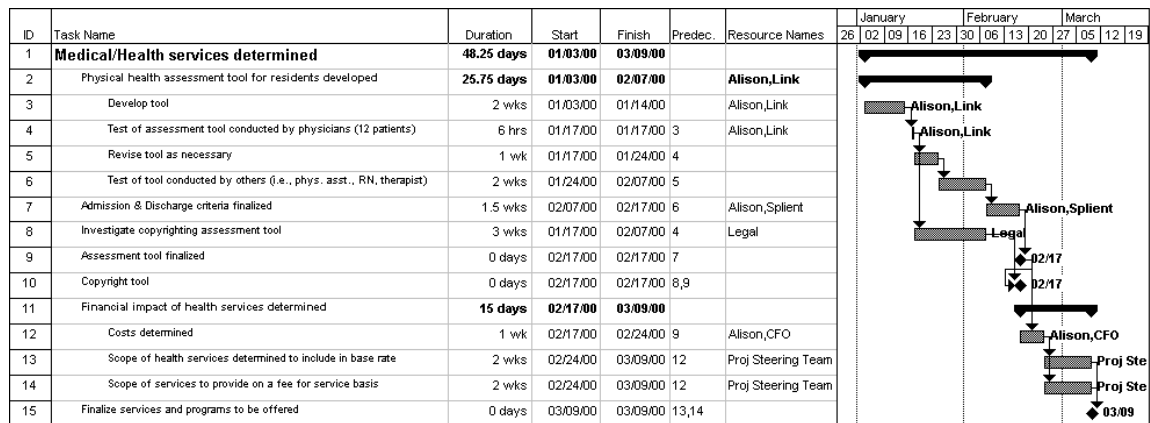 January February March
ID Task Name Duration Start Finish Predec. Resource Names 26 02 09 16 23 30 06 13 20 27 05 12 19
1 Medical/Health services determined 48.25 days 01/03/00 03/09/00
2 Physical health assessment tool for residents developed 25.75 days 01/03/00 02/07/00 Alison,Link
3 Develop tool 2 wks 01/03/00 01/14/00 Alison,Link Alison,Link
4 Test of assessment tool conducted by physicians (12 patients) 6 hrs 01/17/00 01/17/00 3 Alison,Link Alison,Link
5 Revise tool as necessary 1 wk 01/17/00 01/24/00 4
6 Test of tool conducted by others (i.e., phys. asst., RN, therapist) 2 wks 01/24/00 02/07/00 5
7 Admission & Discharge criteria finalized 1.5 wks 02/07/00 02/17/00 6 Alison,Splient Alison,Splient
8 Investigate copyrighting assessment tool 3 wks 01/17/00 02/07/00 4 Legal Legal
9 Assessment tool finalized 0 days 02/17/00 02/17/00 7 02/17
10 Copyright tool 0 days 02/17/00 02/17/00 8,9 02/17
11 Financial impact of health services determined 15 days 02/17/00 03/09/00
12 Costs determined 1 wk 02/17/00 02/24/00 9 Alison,CFO Alison,CFO
13 Scope of health services determined to include in base rate 2 wks 02/24/00 03/09/00 12 Proj Steering Team Proj Ste
14 Scope of services to provide on a fee for service basis 2 wks 02/24/00 03/09/00 12 Proj Steering Team Proj Ste
15 Finalize services and programs to be offered 0 days 03/09/00 03/09/00 13,14 03/09